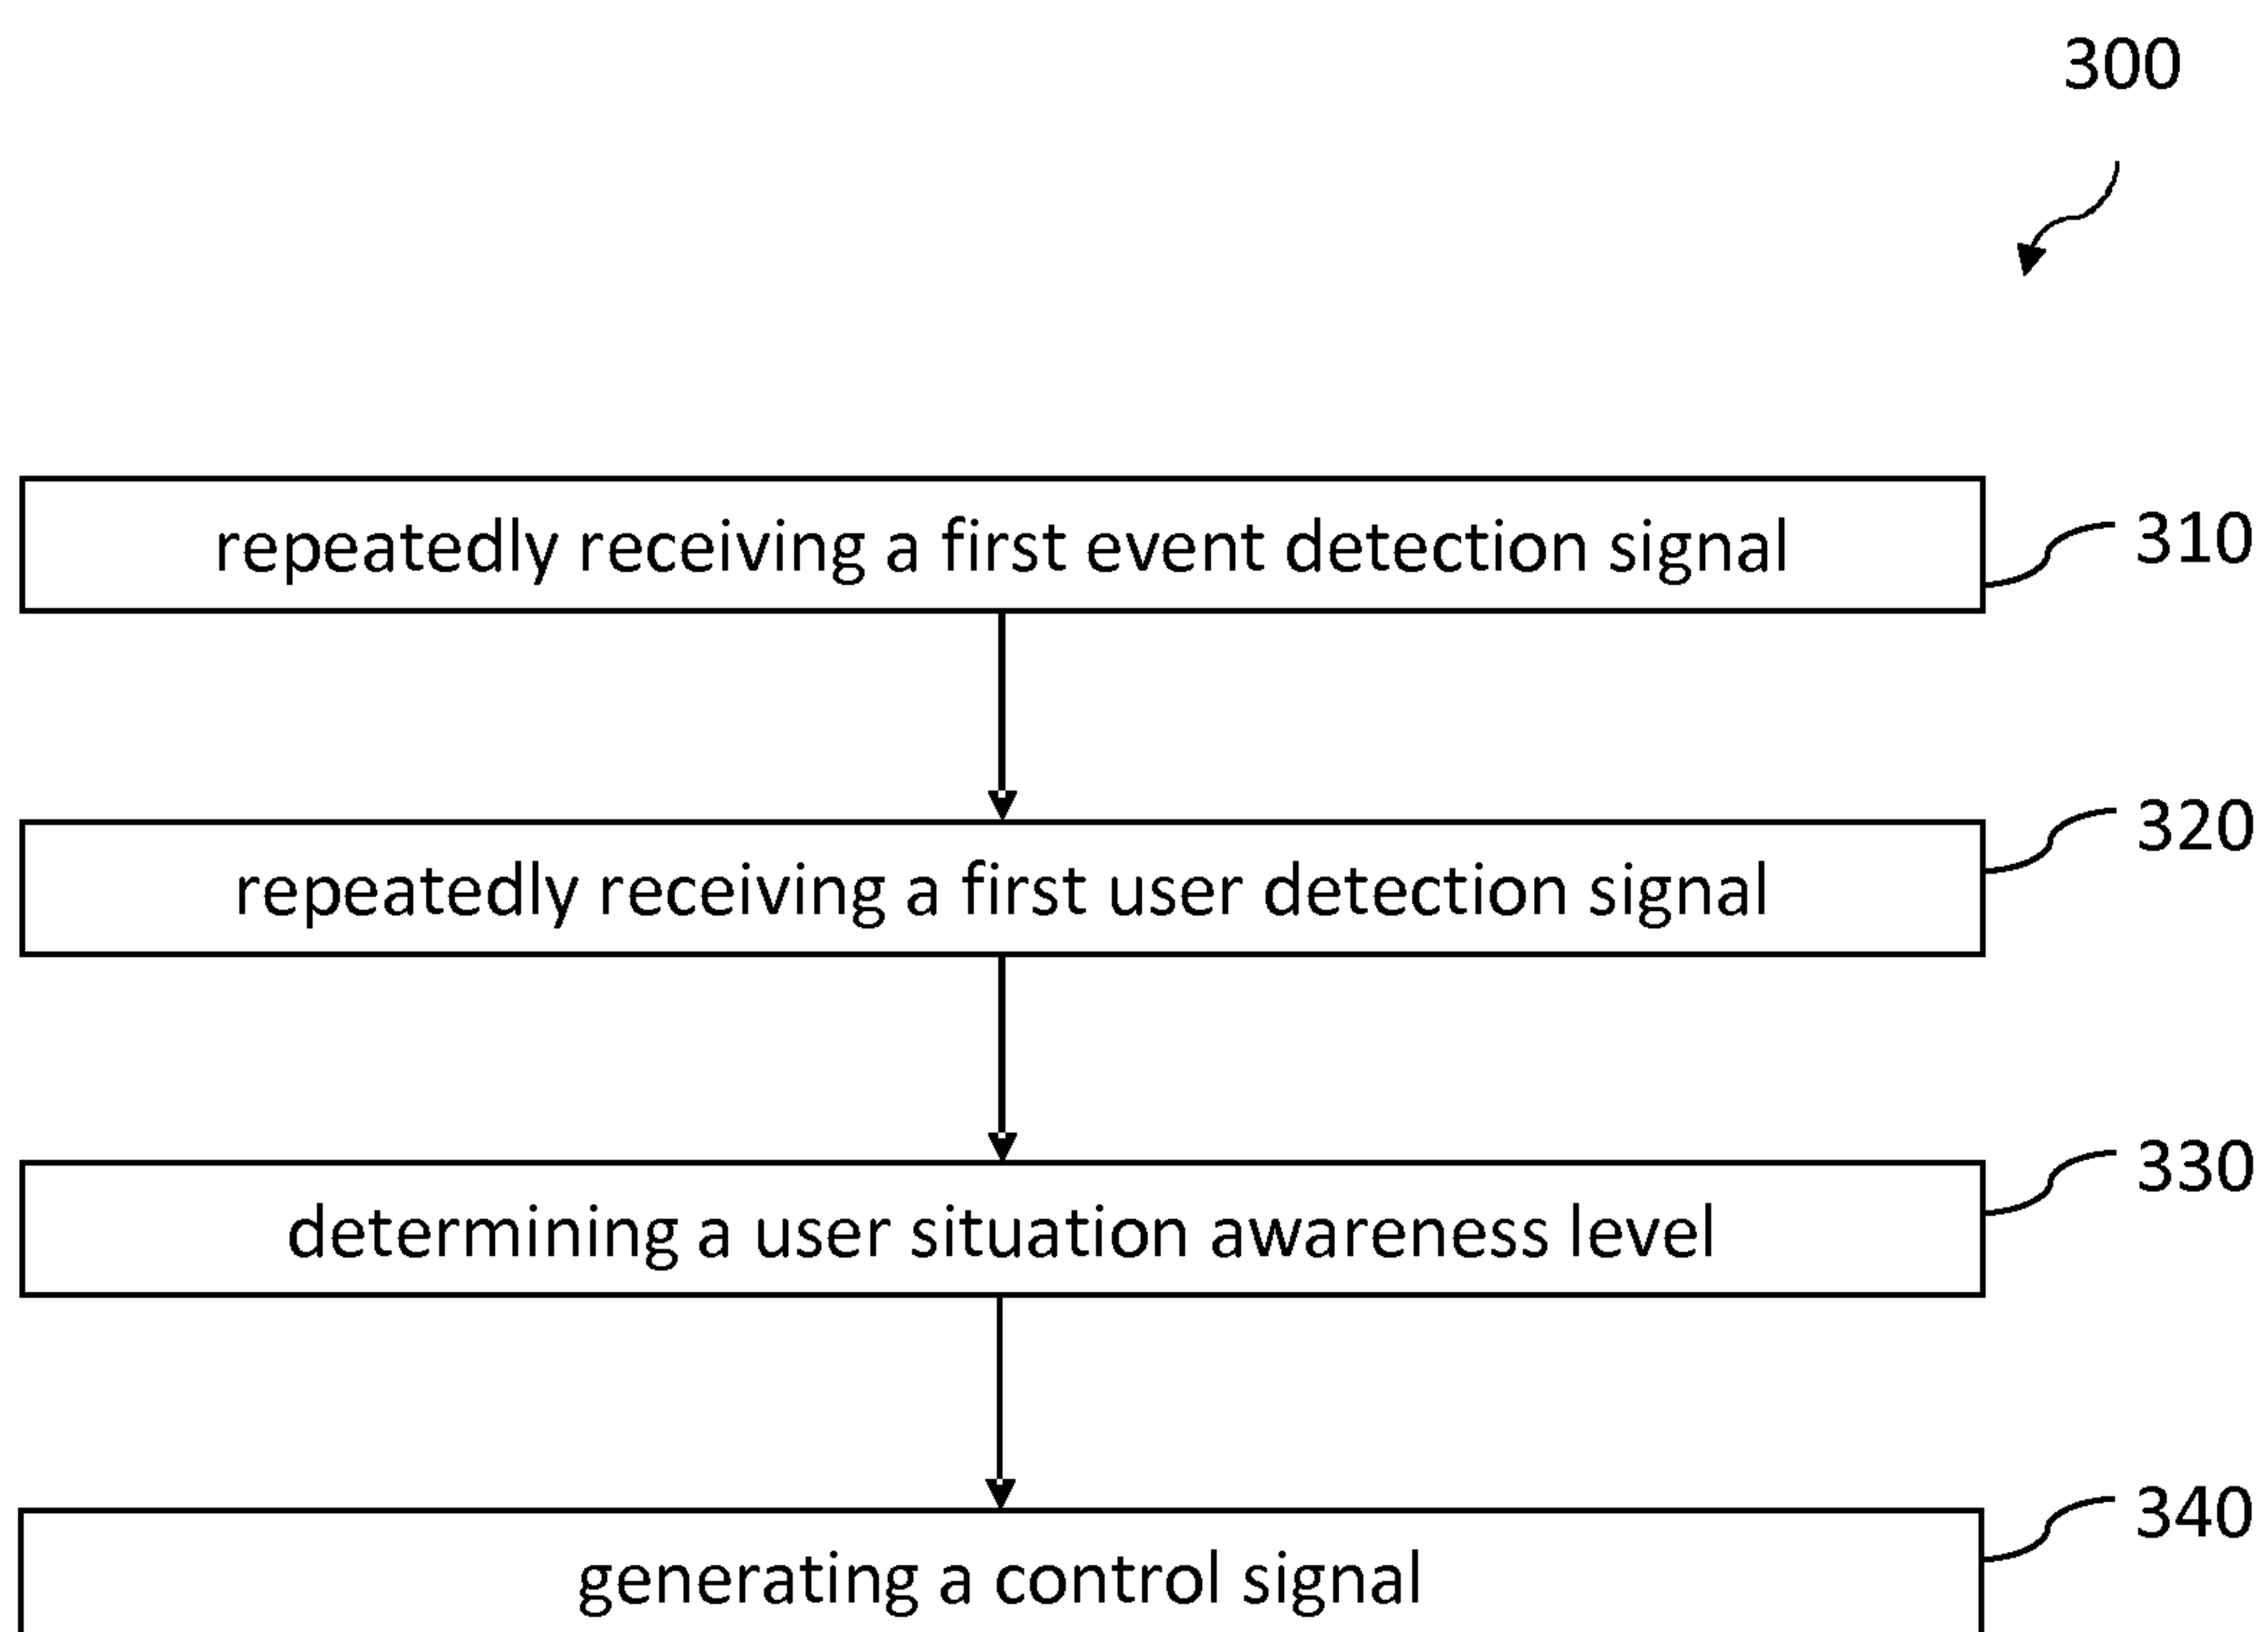 300
repeatedly receiving a first event detection signal
310
repeatedly receiving a first user detection signal
320
determining a user situation awareness level
330
generating a control signal
340